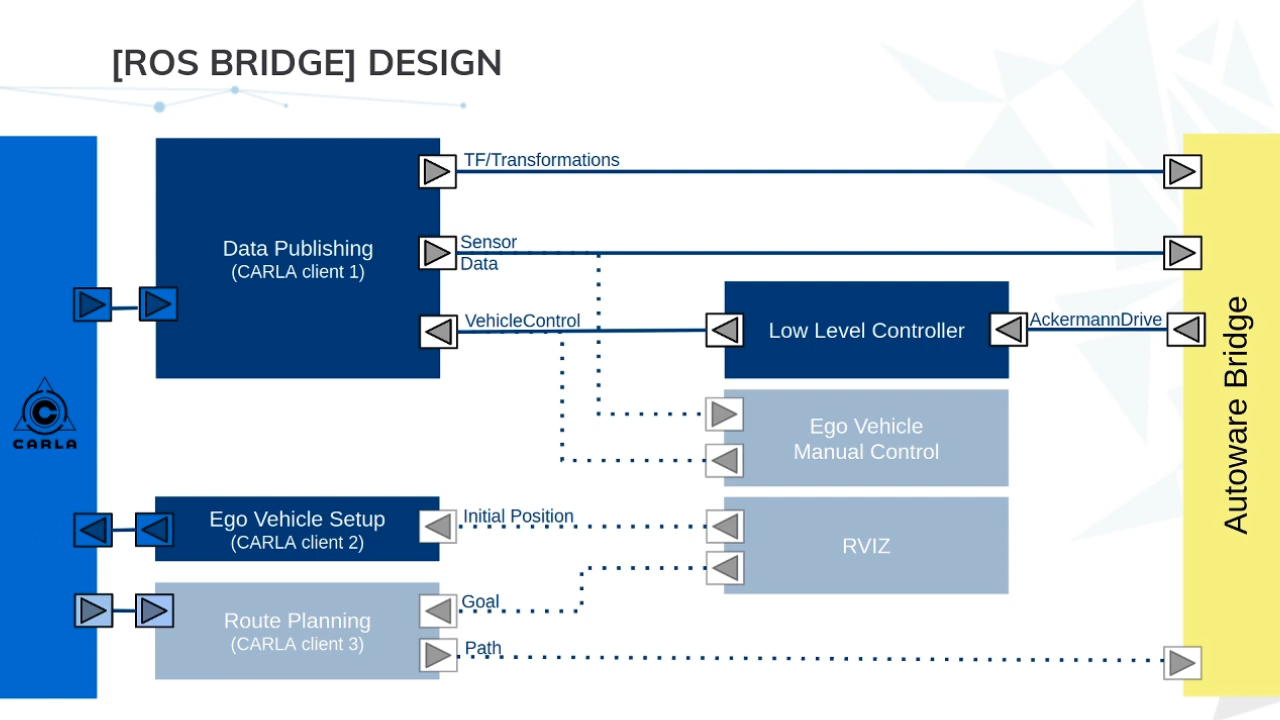 [ROS BRIDGE] DESIGN
TF/Transformations
Sensor
Data
Data Publishing
(CARLA client 1)
VehicleControl
Low Level Controller
AckermannDrive
CARLA
Ego Vehicle
Manual Control
Autoware Bridge
Ego Vehicle Setup
(CARLA client 2)
Initial Position
RVIZ
Goal
Route Planning
(CARLA client 3)
Path